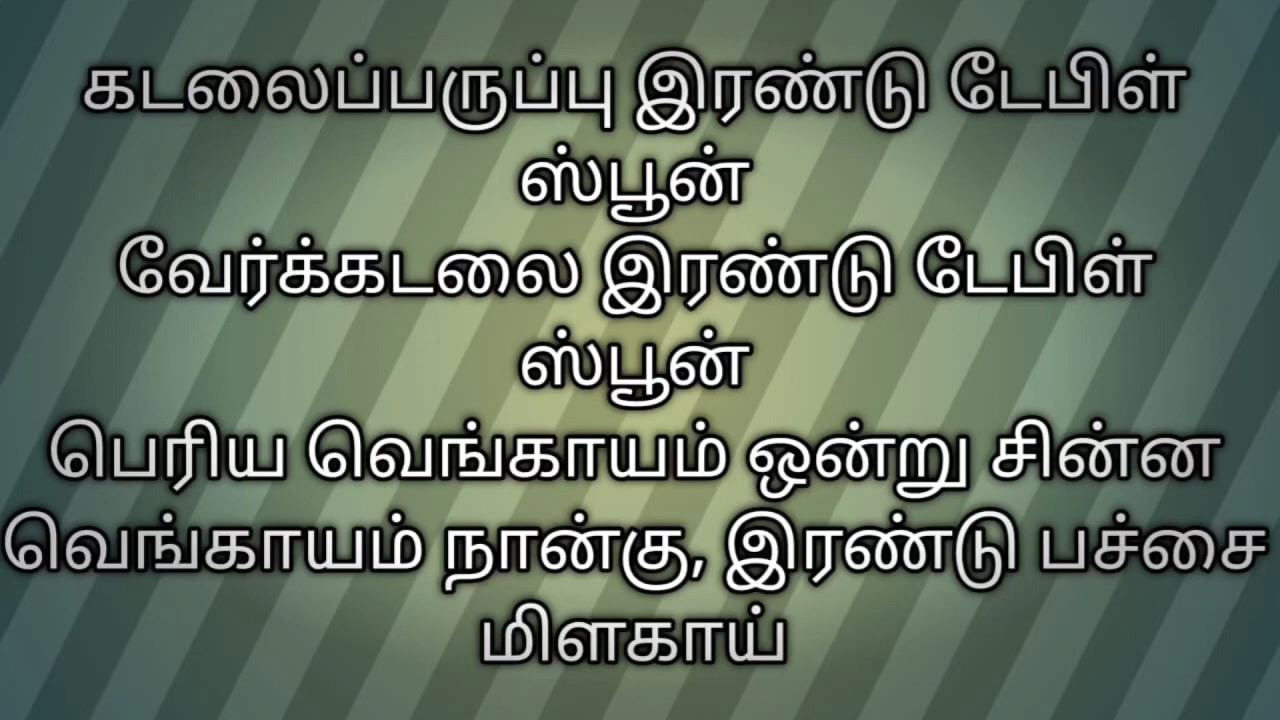 கடலைப்பருப்பு இரண்டு டேபிள்
ஸ்பூன்
வேர்க்கடலை இரண்டு டேபிள்
ஸ்பூன்
பெரிய வெங்காயம் ஒன்று சின்ன
வெங்காயம் நான்கு, இரண்டு பச்சை
மிளகாய்